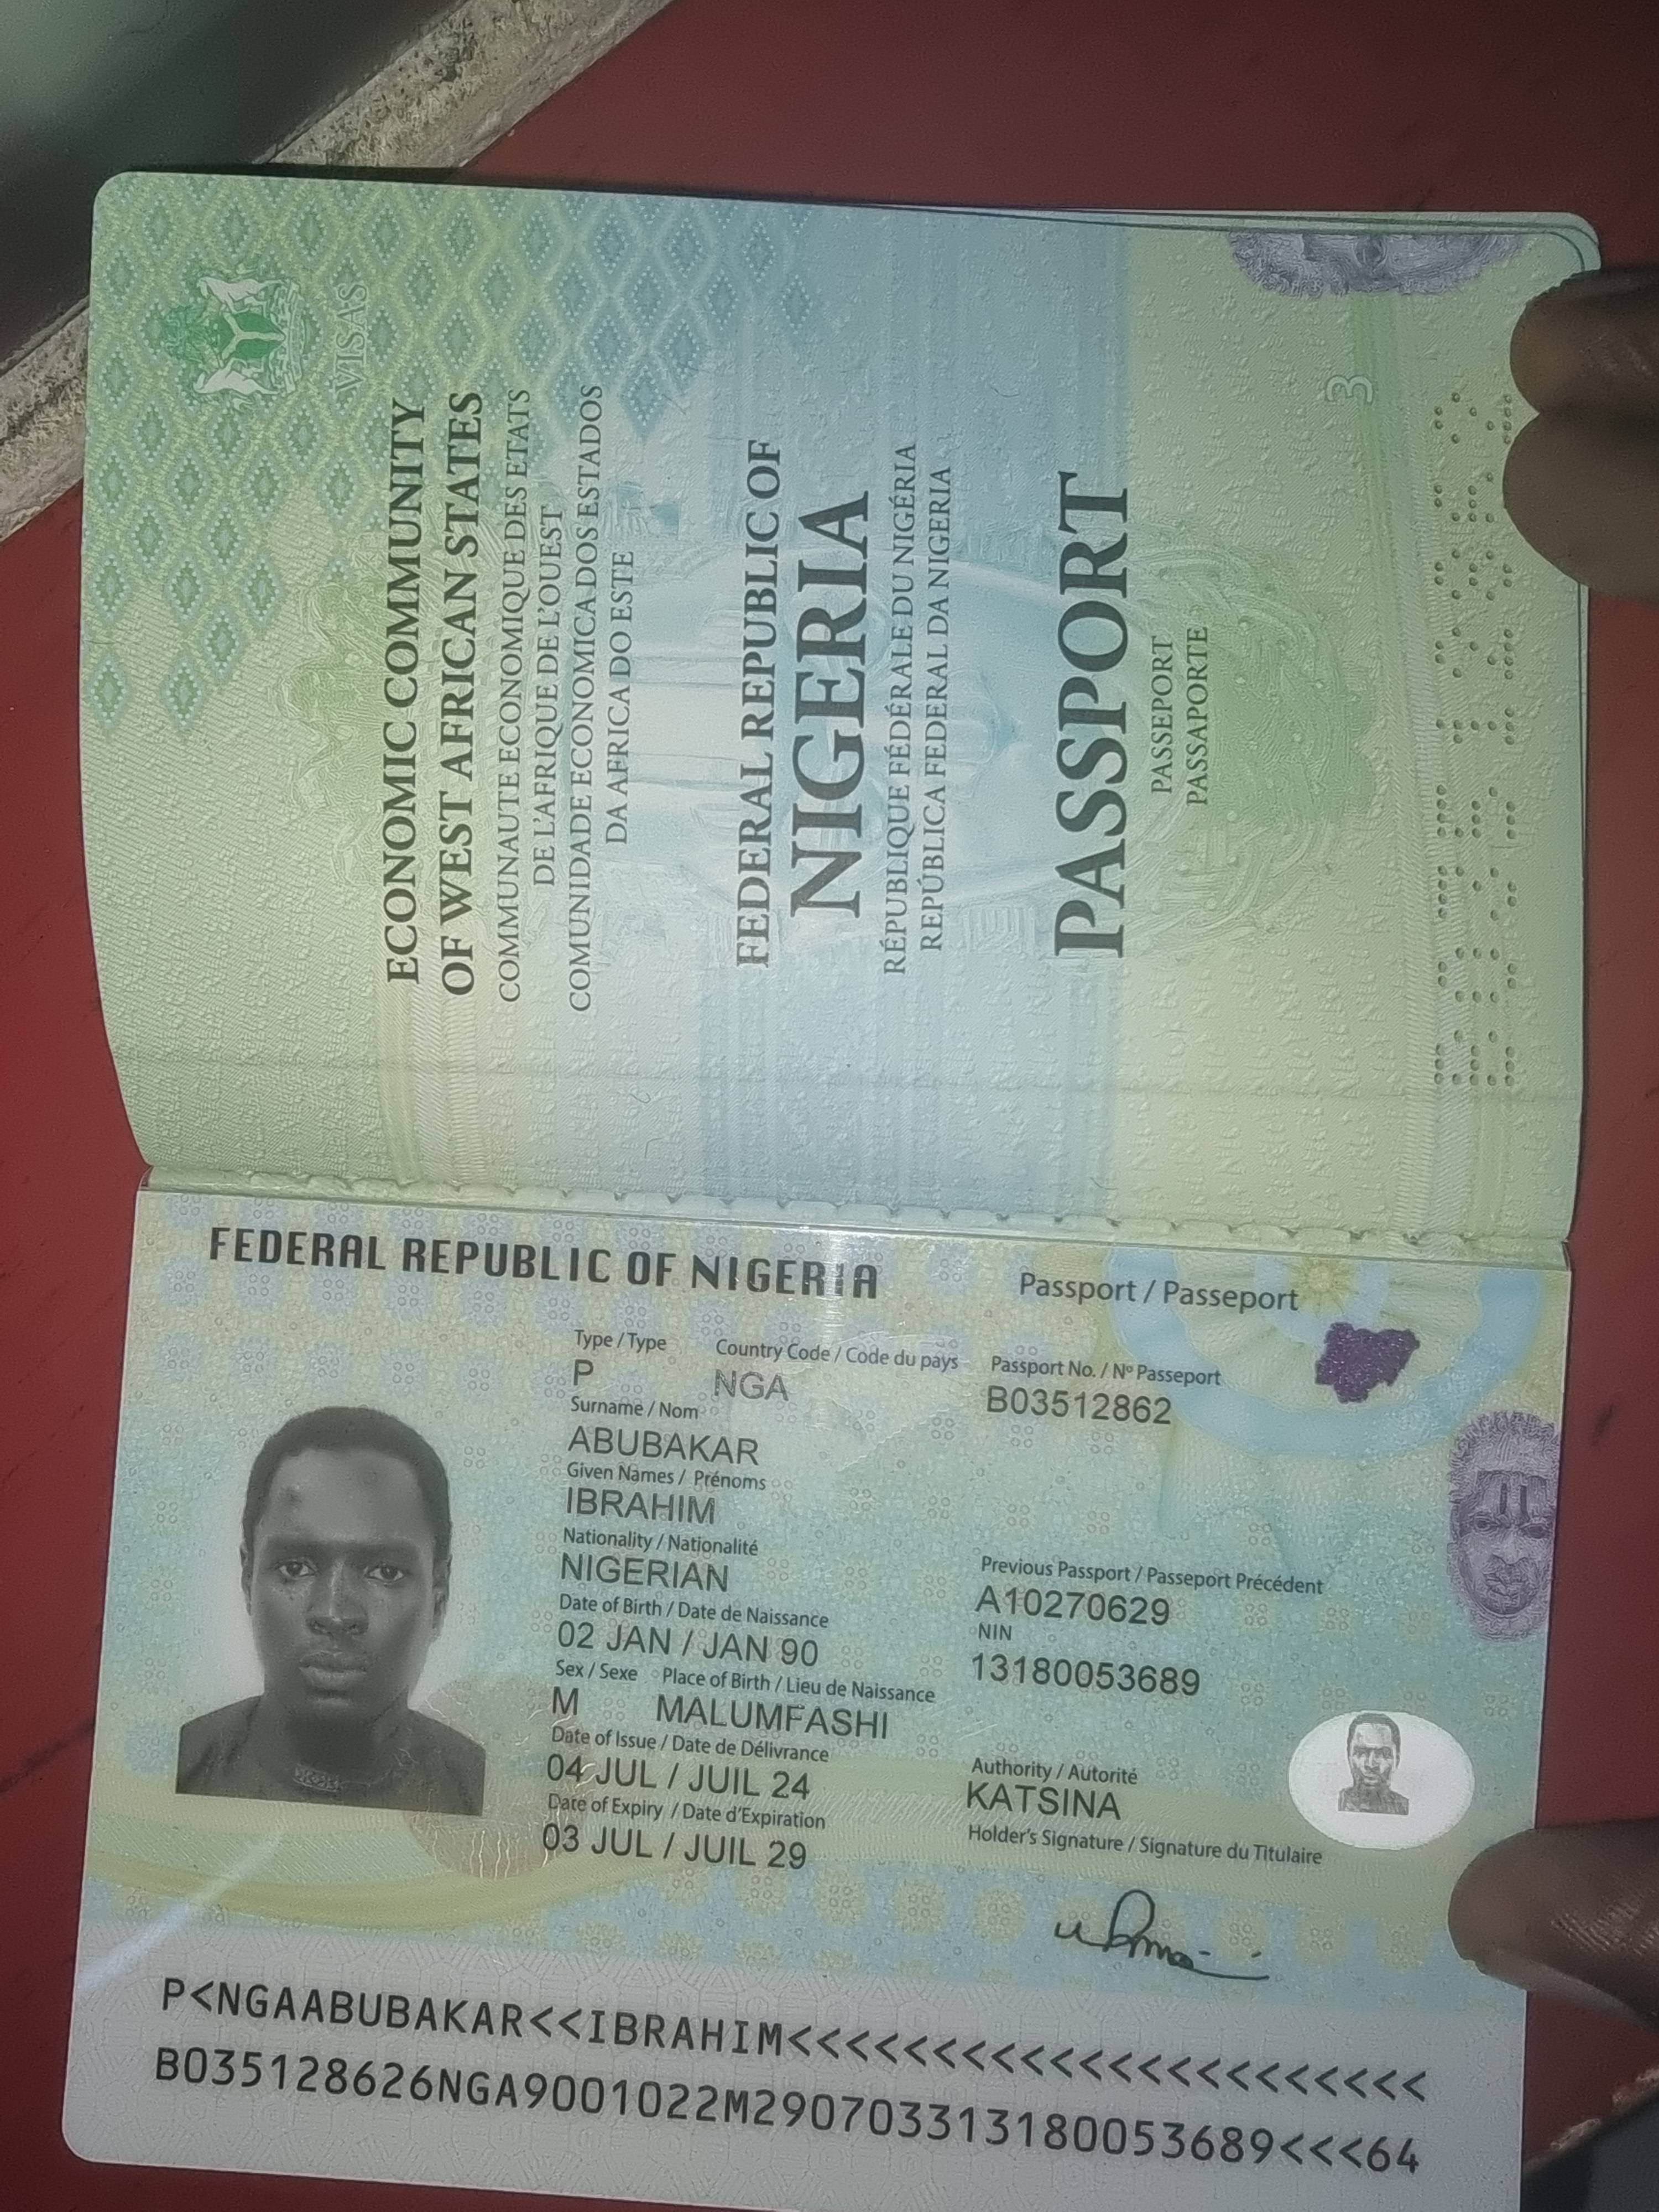 VISAS
ECONOMIC COMMUNITY
OF WEST AFRICAN STATES
COMMUNAUTE ECONOMIQUE DES ETATS
DE L'AFRIQUE DE L'OUEST
COMUNIDADE ECONOMICA DOS ESTADOS
DA AFRICA DO ESTE
FEDERAL REPUBLIC OF
NIGERIA
RÉPUBLIQUE FÉDÉRALE DU NIGÉRIA
REPÚBLICA FEDERAL DA NIGERIA
PASSPORT
PASSEPORT
PASSAPORTE
3
FEDERAL REPUBLIC OF NIGERIA
Passport / Passeport
Type / Type Country Code / Code du pays Passport No. / Nº Passeport
P NGA B03512862
Surname / Nom
ABUBAKAR
Given Names / Prénoms
IBRAHIM
Nationality / Nationalité
NIGERIAN
Previous Passport / Passeport Précédent
A10270629
Date of Birth / Date de Naissance
02 JAN / JAN 90
NIN
13180053689
Sex / Sexe Place of Birth / Lieu de Naissance
M MALUMFASHI
Date of Issue / Date de Délivrance
04 JUL / JUIL 24
Authority / Autorité
KATSINA
Date of Expiry / Date d'Expiration
03 JUL / JUIL 29
Holder's Signature / Signature du Titulaire
P<NGAABUBAKAR<<IBRAHIM<<<<<<<<<<<<<<<<<<<<<<
B035128626NGA9001022M290703313180053689<<<64